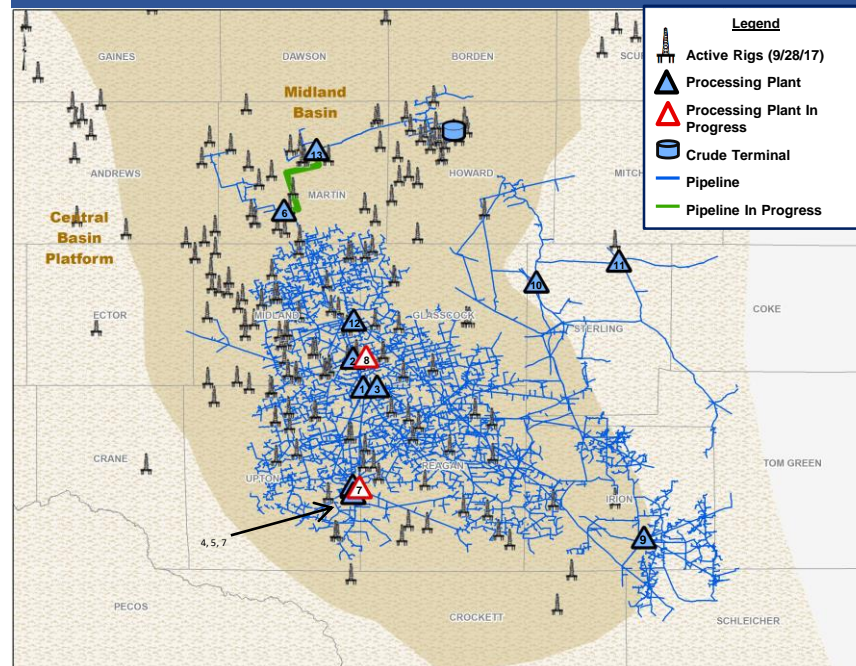 Legend
Active Rigs (9/28/17)
Processing Plant
Processing Plant In
Progress
Crude Terminal
Pipeline
Pipeline In Progress
GAINES
DAWSON
BORDEN
SCU
Midland
Basin
13
ANDREWS
MARTIN
HOWARD
MITCH
6
Central
Basin
Platform
11
10
ECTOR
MIDLAND
GLASSCOCK
COKE
12
STERLING
2
8
1
3
CRANE
UPTON
REAGAN
TOM GREEN
7
IRION
4, 5, 7
9
PECOS
CROCKETT
SCHLEICHER